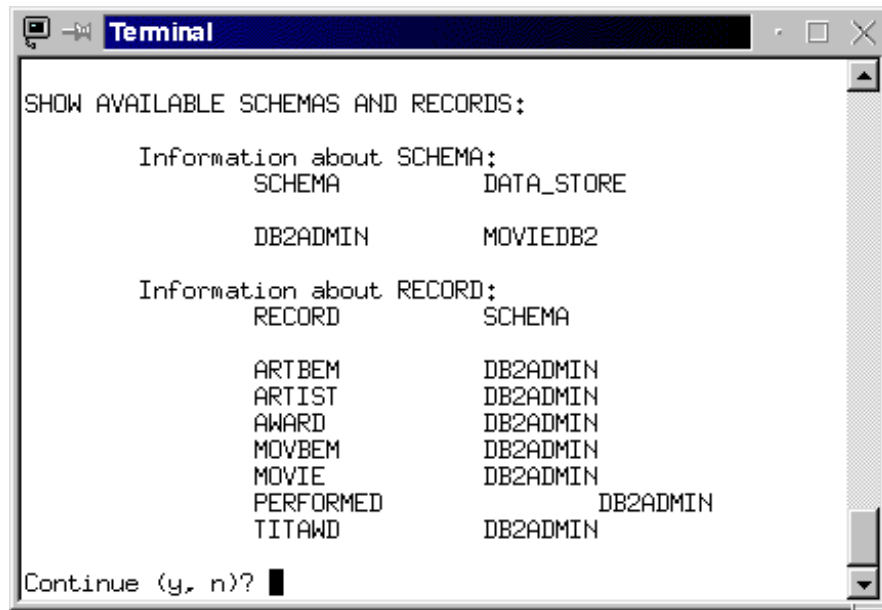 Terminal
SHOW AVAILABLE SCHEMAS AND RECORDS:
Information about SCHEMA:
SCHEMA DATA_STORE
DB2ADMIN MOVIEDB2
Information about RECORD:
RECORD SCHEMA
ARTBEM DB2ADMIN
ARTIST DB2ADMIN
AWARD DB2ADMIN
MOVBEM DB2ADMIN
MOVIE DB2ADMIN
PERFORMED DB2ADMIN
TITAWD DB2ADMIN
Continue (y, n)?